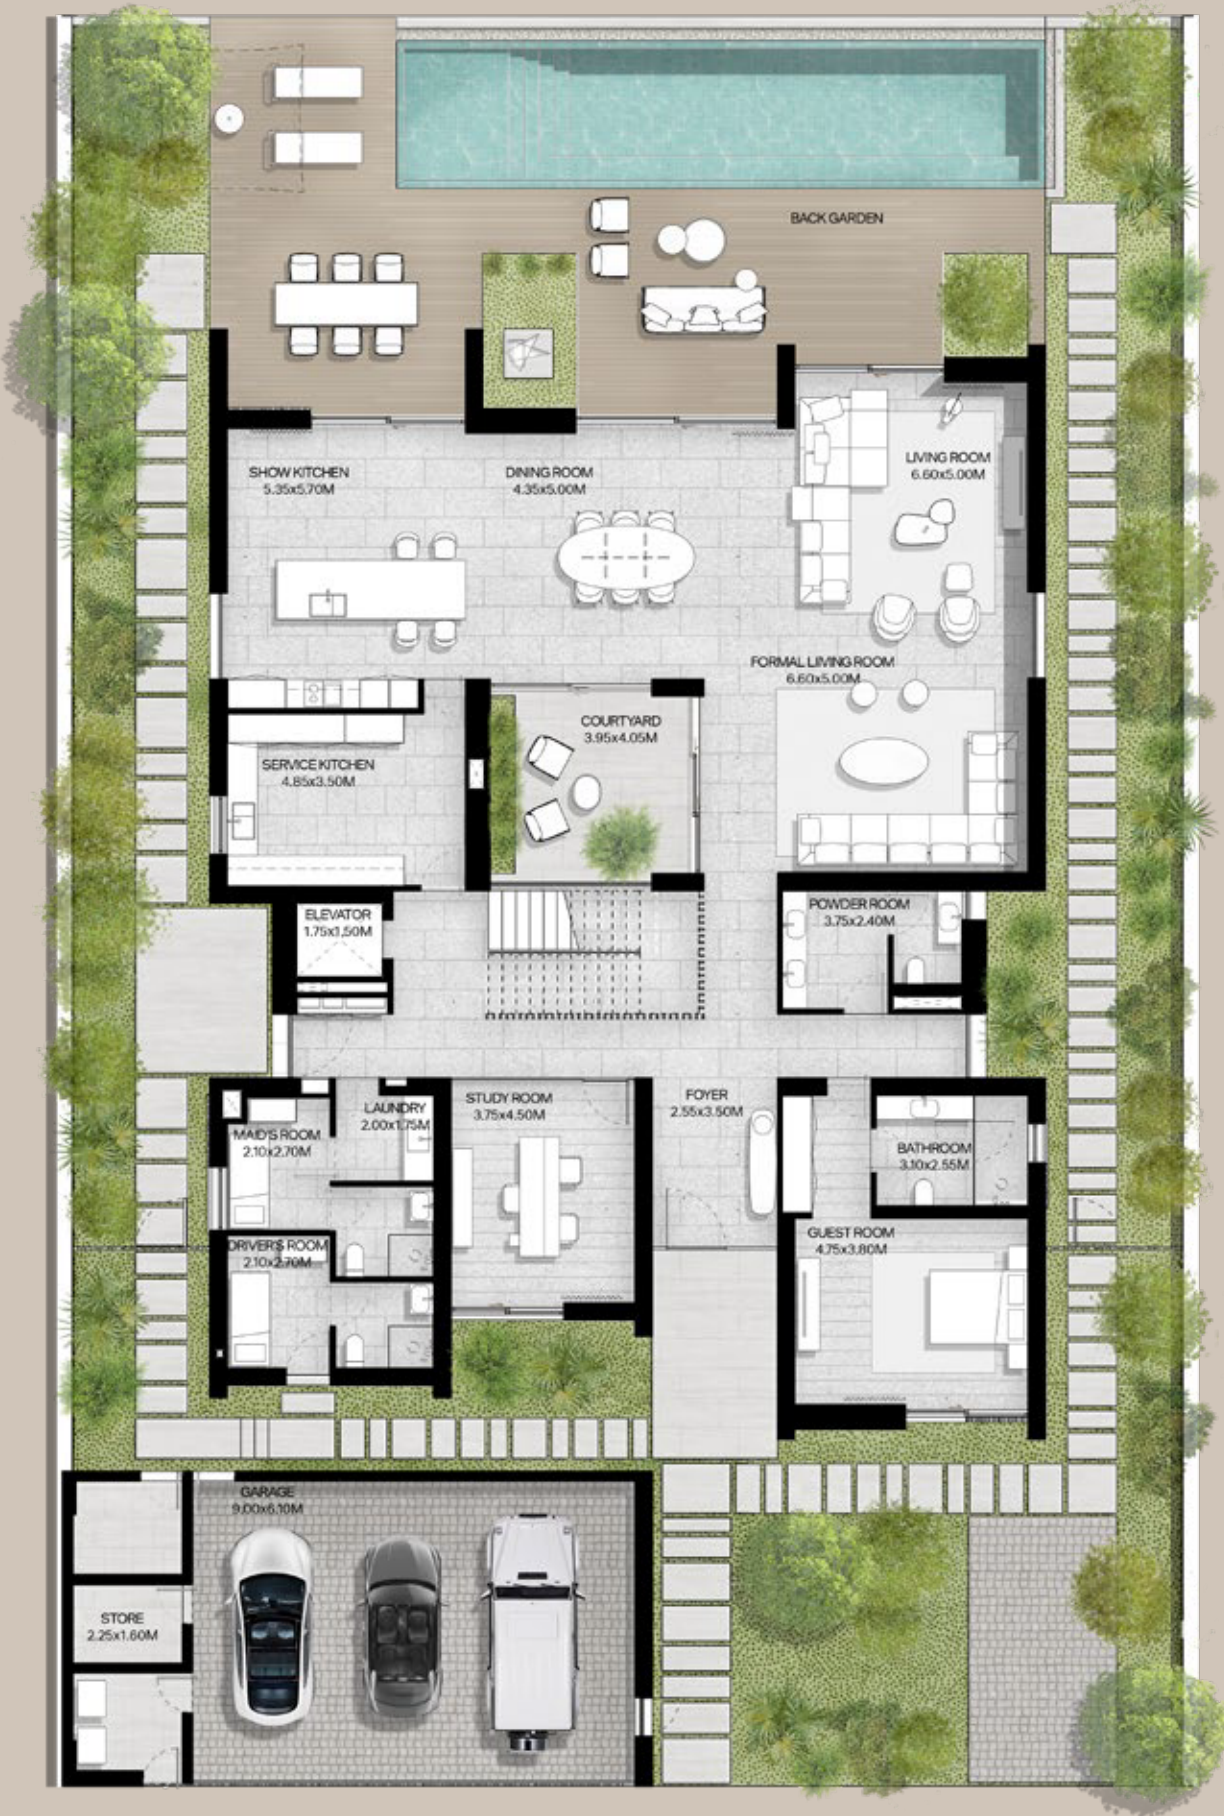 BACK GARDEN
SHOW KITCHEN
5.35x5.70M
DINING ROOM
4.35x5.00M
LIVING ROOM
6.60x5.00M
FORMAL LIIVING ROOM
6.60x5.00M
COURTYARD
3.95x4.05M
SERVICE KITCHEN
4.85x3.50M
ELEVATOR
1.75x1,50M
POWDER ROOM
3.75x2.40M
LAUNDRY
2.00x1.75M
STUDY ROOM
3.75x4.50M
FOYER
2.55x3.50M
MAID'S ROOM
2.10x2.70M
BATHROOM
3.10x2.55M
DRIVER'S ROOM
2.10x2.70M
GUEST ROOM
4.75x3.80M
GARAGE
9.00x6.10M
STORE
2.25x1.60M